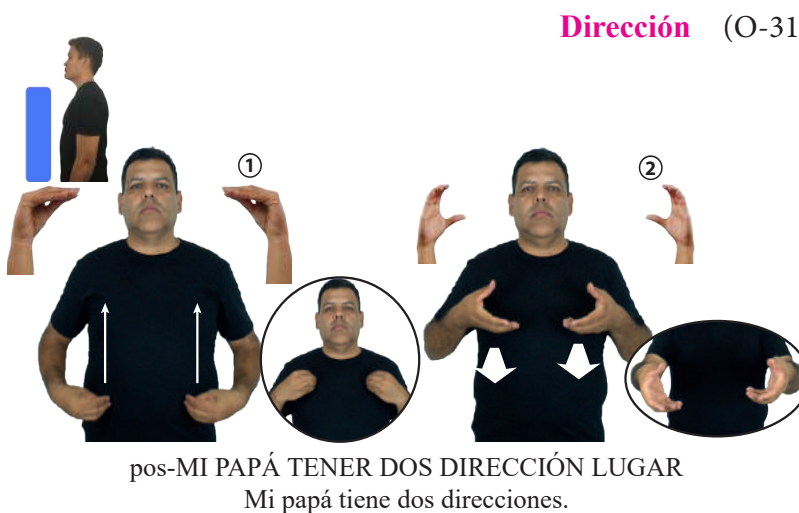 Dirección (O-31
①
②
pos-MI PAPÁ TENER DOS DIRECCIÓN LUGAR
Mi papá tiene dos direcciones.